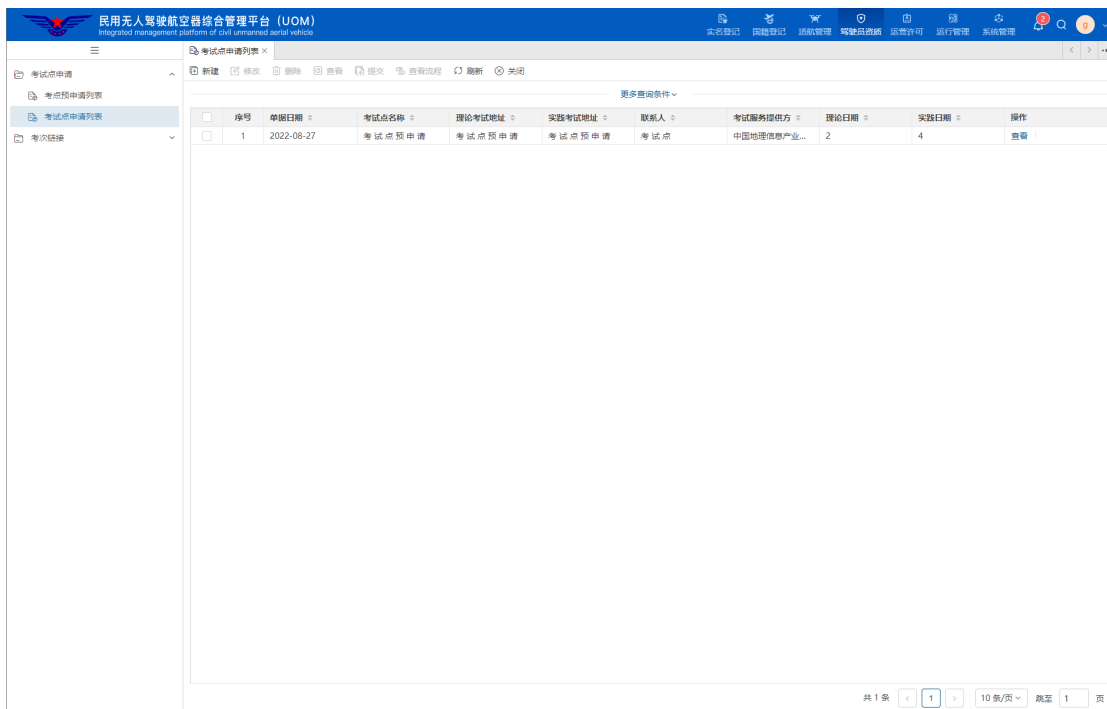 民用无人驾驶航空器综合管理平台（UOM）
Integrated management platform of civil unmanned aerial vehicle
实名登记 国籍登记 适航管理 驾驶员资质 运营许可 运行管理 系统管理 2 g
考试点申请列表 ×
考试点申请
考点预申请列表
考试点申请列表
考次链接
新建 修改 删除 查看 提交 查看流程 刷新 关闭
更多查询条件
序号 单据日期 考试点名称 理论考试地址 实践考试地址 联系人 考试服务提供方 理论日期 实践日期 操作
1 2022-08-27 考试点预申请 考试点预申请 考试点预申请 考试点 中国地理信息产业... 2 4 查看
共 1 条 < 1 > 10 条/页 跳至 1 页